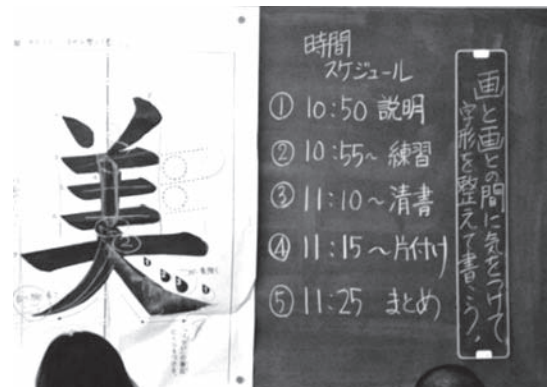 美
時間
スケジュール
① 10:50 説明
② 10:55～ 練習
③ 11:10～清書
④ 11:15～片付け
⑤ 11:25 まとめ
画と画との間に気をつけて
字形を整えて書こう!